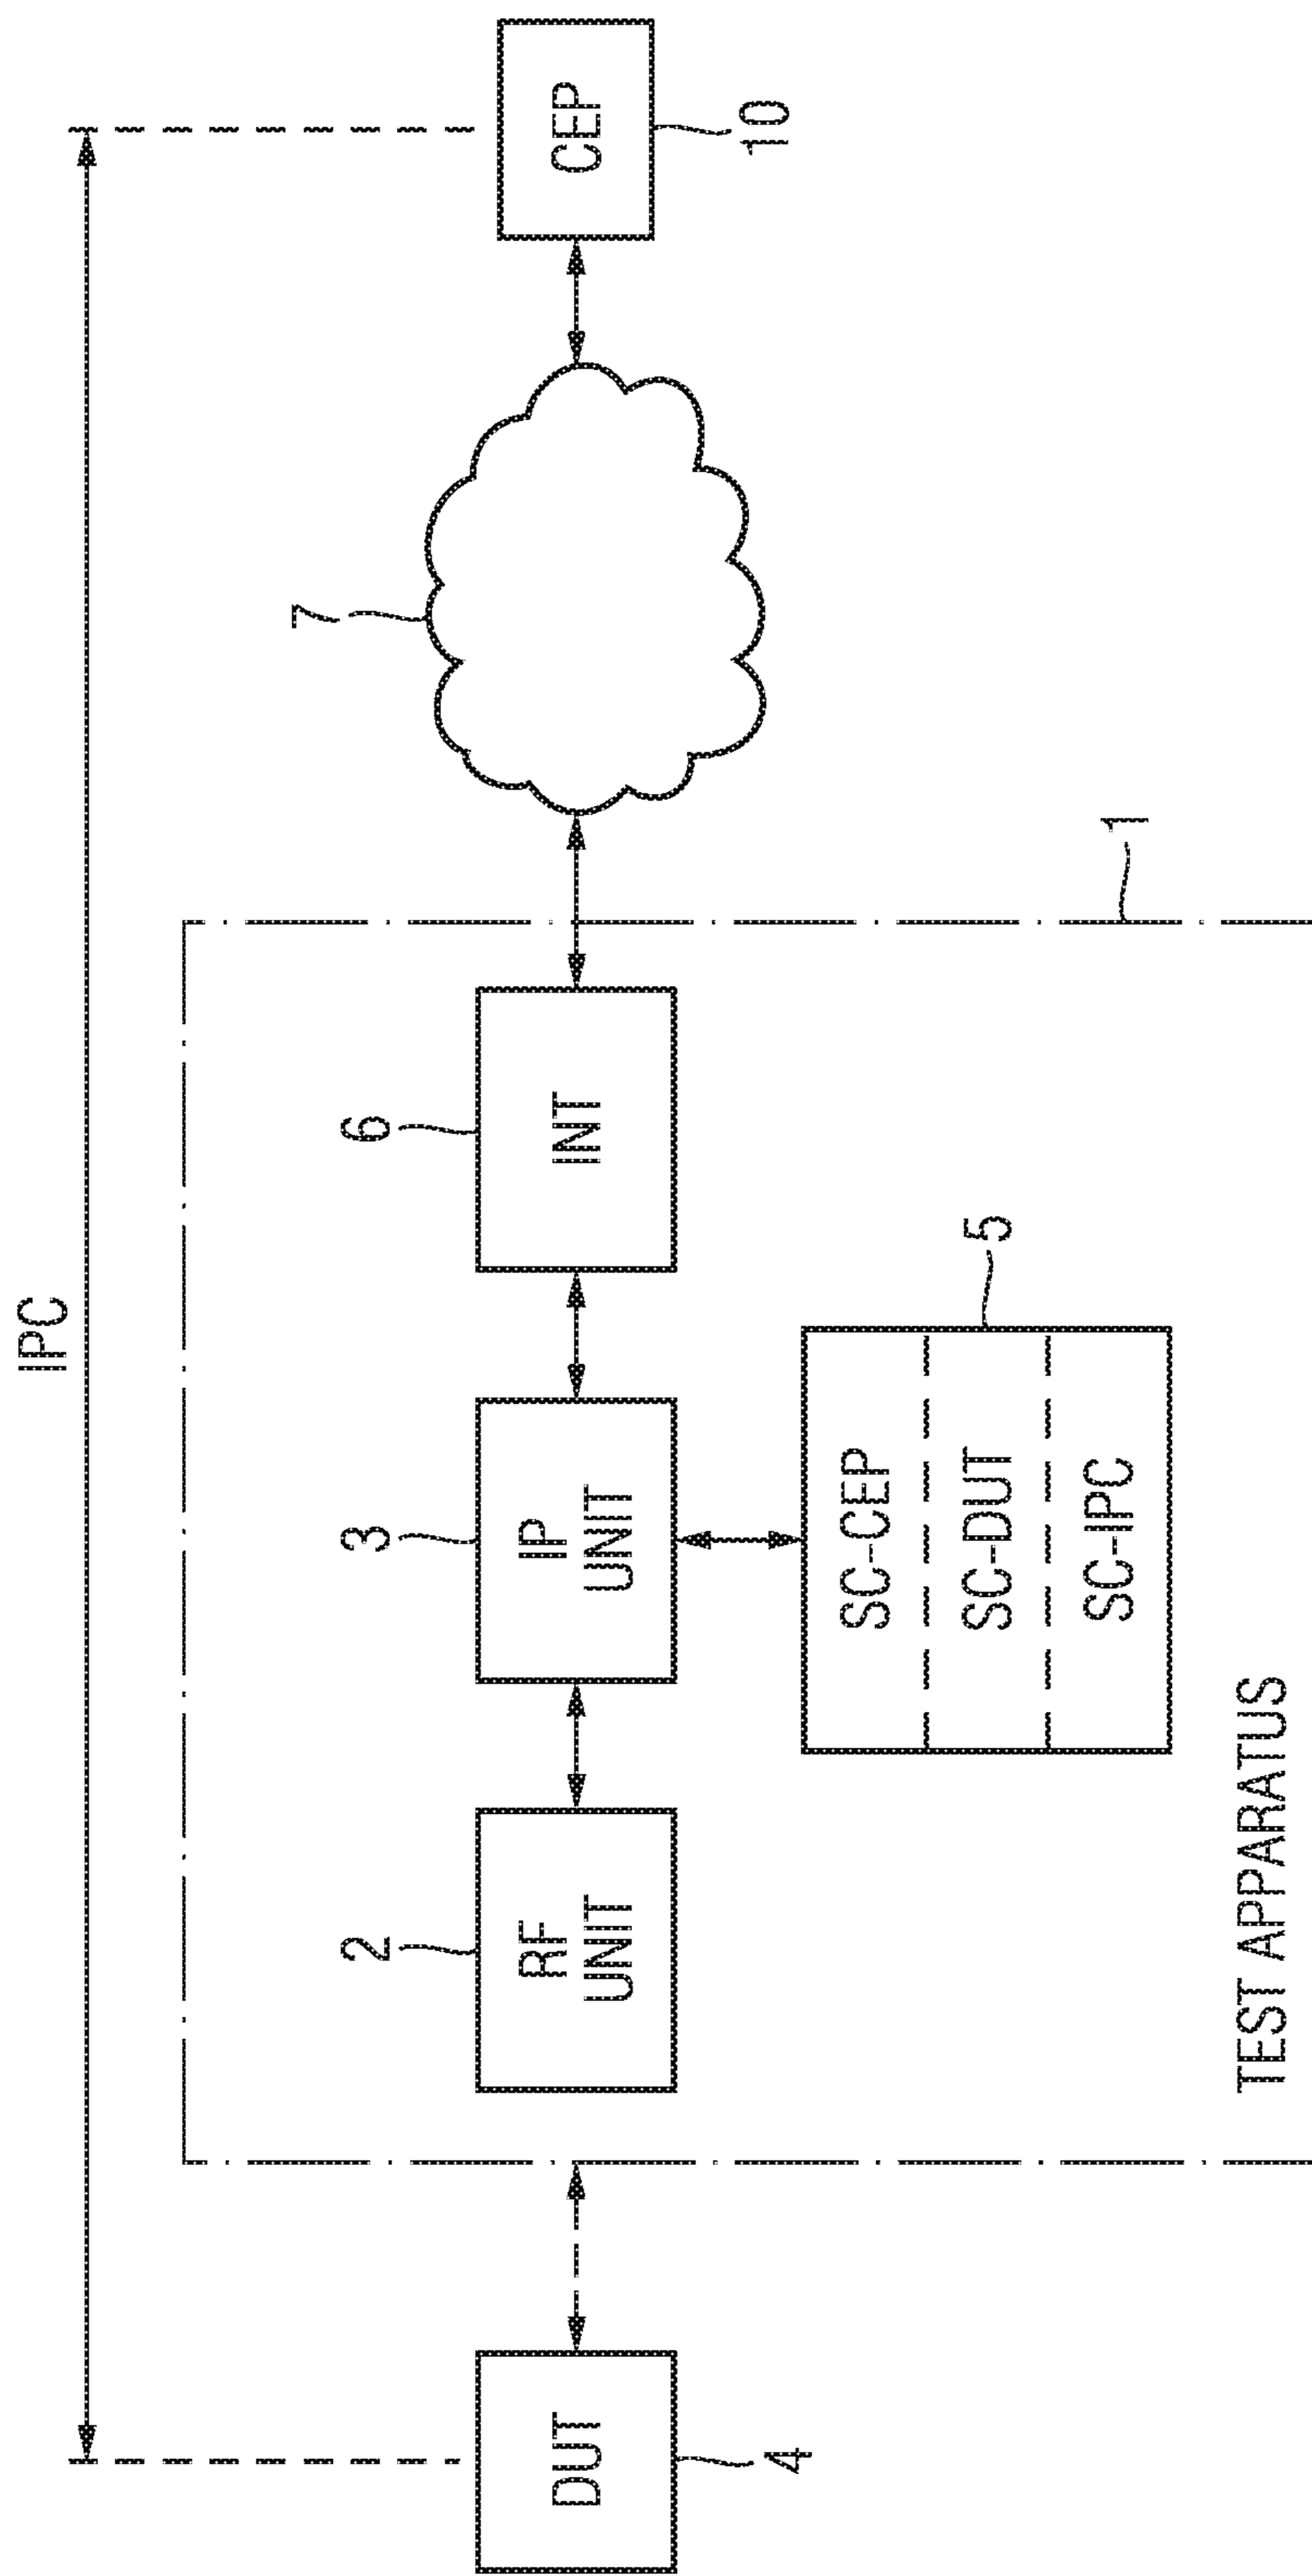 IPC
7
CEP
10
1
6
INT
3
IP
UNIT
2
RF
UNIT
5
SC-CEP
SC-DUT
SC-IPC
DUT
4
TEST APPARATUS